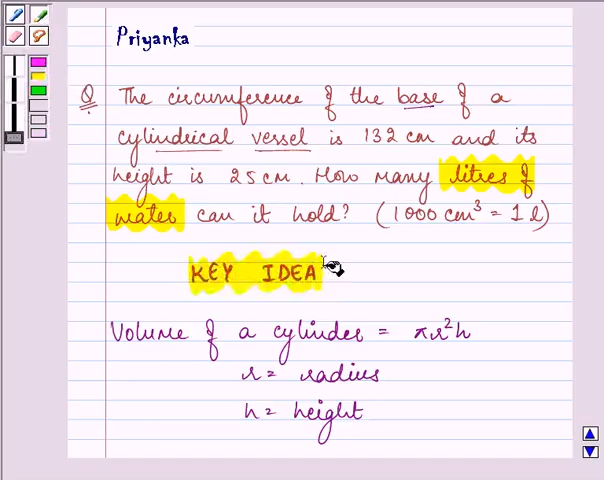 Priyanka
Q The circumference of the base of a
cylindrical vessel is 132 cm and its
height is 25 cm. How many litres of
water can it hold? (1000 cm³ = 1 l)
KEY IDEA
Volume of a cylinder = πr²h
r = radius
h = height